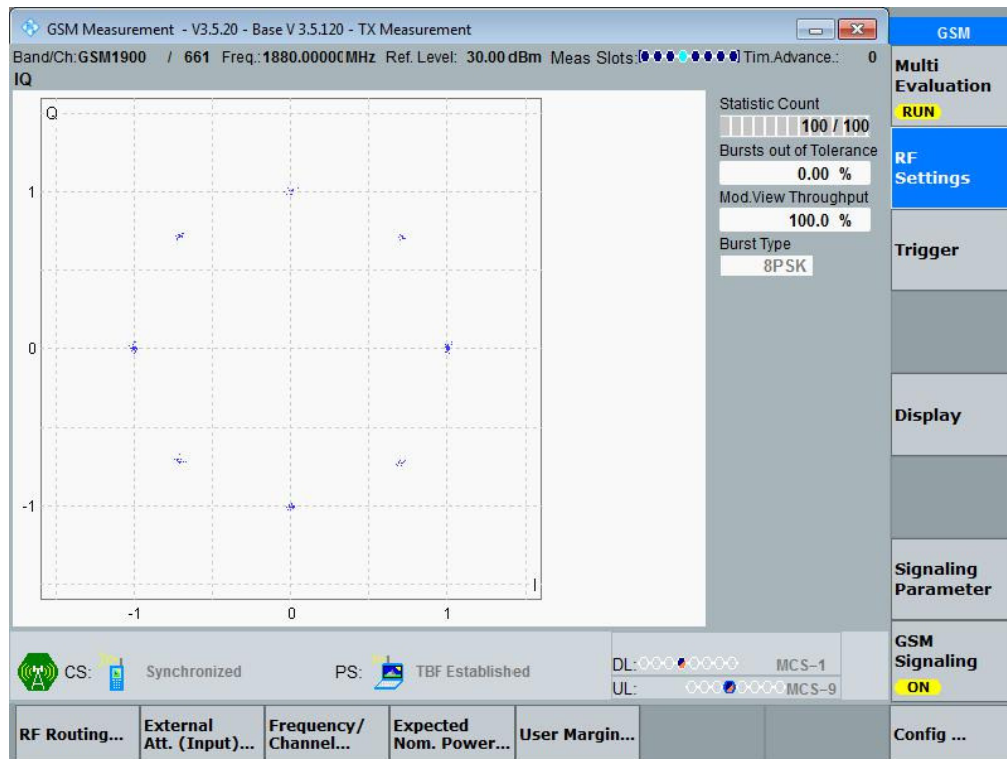 GSM Measurement - V3.5.20 - Base V 3.5.120 - TX Measurement
GSM
Band/Ch:GSM1900 / 661 Freq.:1880.00000MHz Ref. Level: 30.00 dBm Meas Slots: Tim.Advance.: 0
IQ
Multi
Evaluation
RUN
RF
Settings
Trigger
Display
Signaling
Parameter
GSM
Signaling
ON
Config ...
Q
1
0
-1
-1
0
1
I
Statistic Count
100 / 100
Bursts out of Tolerance
0.00 %
Mod.View Throughput
100.0 %
Burst Type
8PSK
CS: Synchronized
PS: TBF Established
DL: MCS-1
UL: MCS-9
RF Routing...
External
Att. (Input)...
Frequency/
Channel...
Expected
Nom. Power...
User Margin...